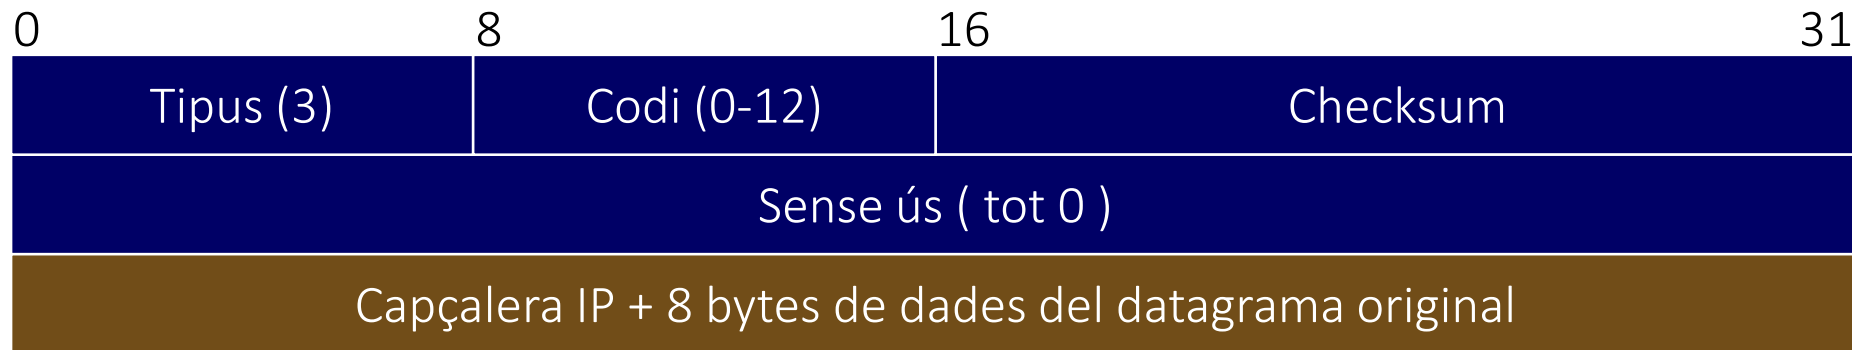 0 8 16 31
Tipus (3) Codi (0-12) Checksum
Sense ús ( tot 0 )
Capçalera IP + 8 bytes de dades del datagrama original